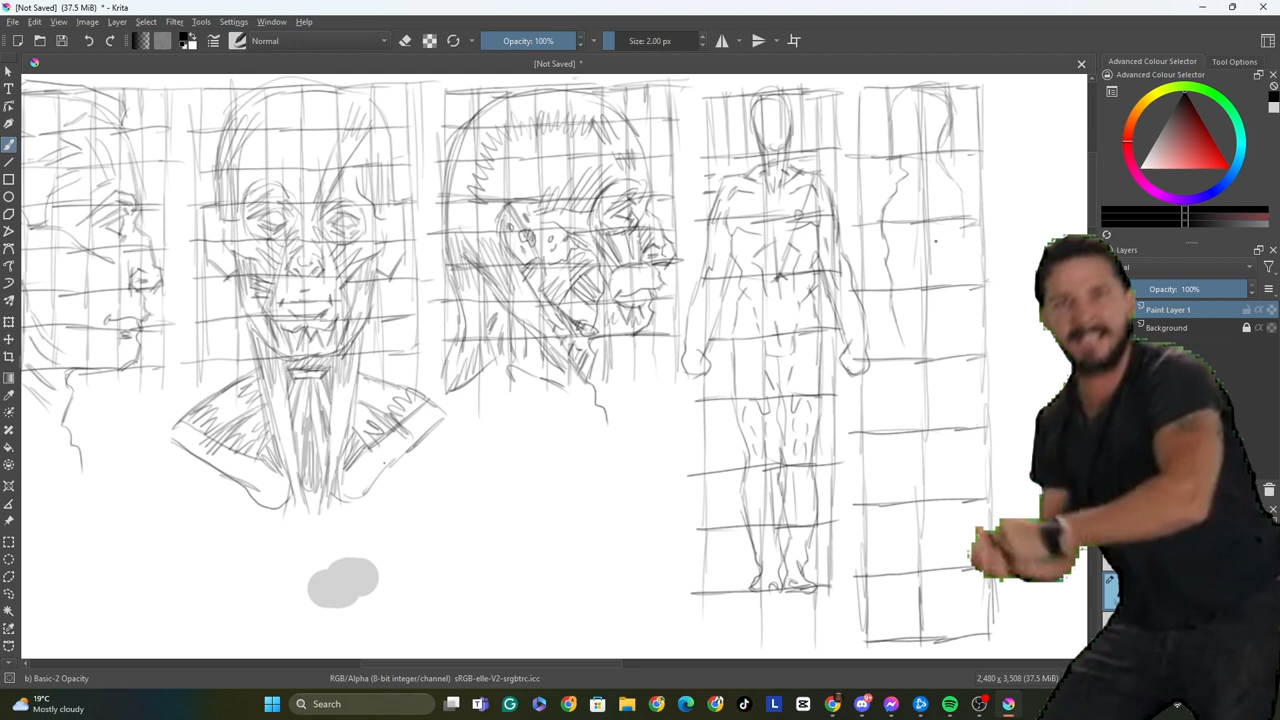 [Not Saved] (37.5 MiB) * - Krita
File Edit View Image Layer Select Filter Tools Settings Window Help
Normal Opacity: 100% Size: 2.00 px
[Not Saved] *
Advanced Colour Selector Tool Options
Advanced Colour Selector
Layers
al
Opacity: 100%
Paint Layer 1
Background
b) Basic-2 Opacity RGB/Alpha (8-bit integer/channel) sRGB-elle-V2-srgbtrc.icc 2,480 x 3,508 (37.5 MiB)
19°C
Mostly cloudy
Search